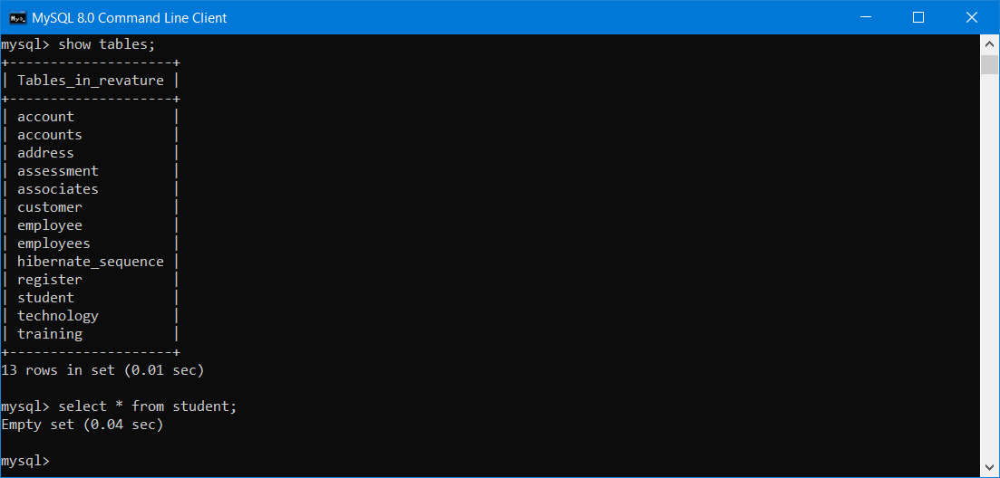 MySQL 8.0 Command Line Client
mysql> show tables;
+--------------------+
| Tables_in_revature |
+--------------------+
| account            |
| accounts           |
| address            |
| assessment         |
| associates         |
| customer           |
| employee           |
| employees          |
| hibernate_sequence |
| register           |
| student            |
| technology         |
| training           |
+--------------------+
13 rows in set (0.01 sec)
mysql> select * from student;
Empty set (0.04 sec)
mysql>